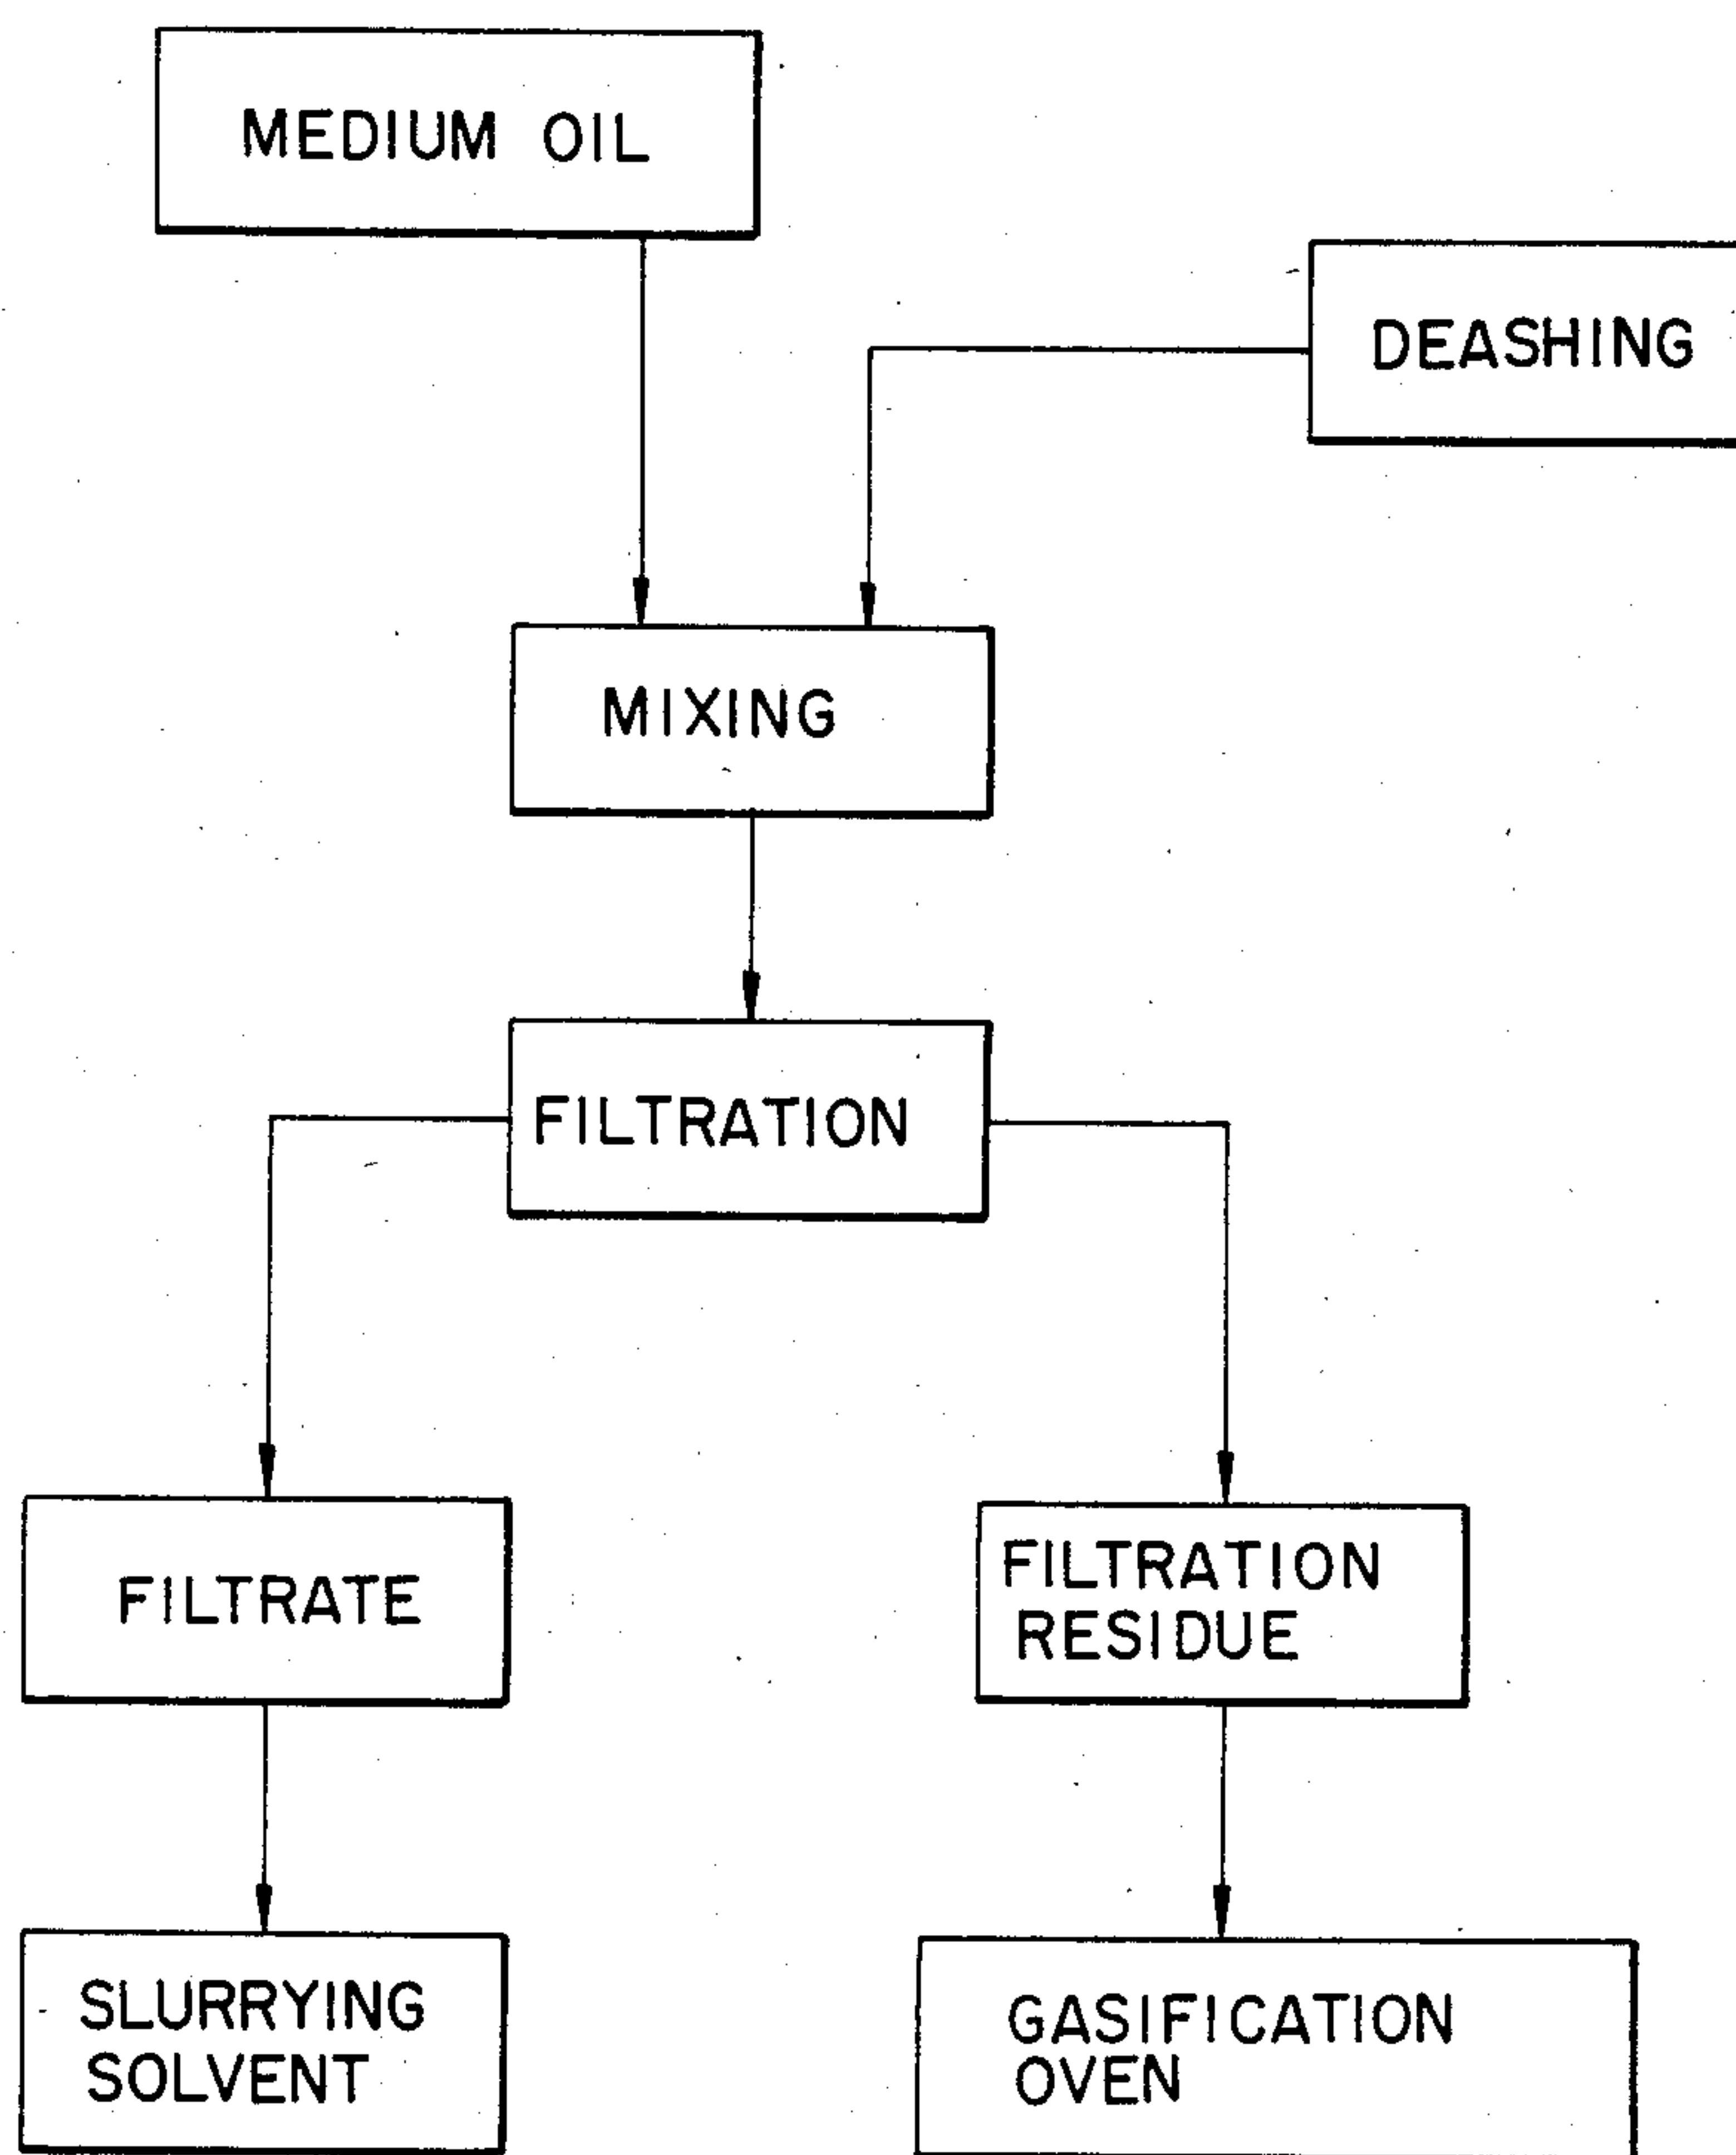 MEDIUM OIL
DEASHING
MIXING
FILTRATION
FILTRATE
FILTRATION
RESIDUE
SLURRYING
SOLVENT
GASIFICATION
OVEN